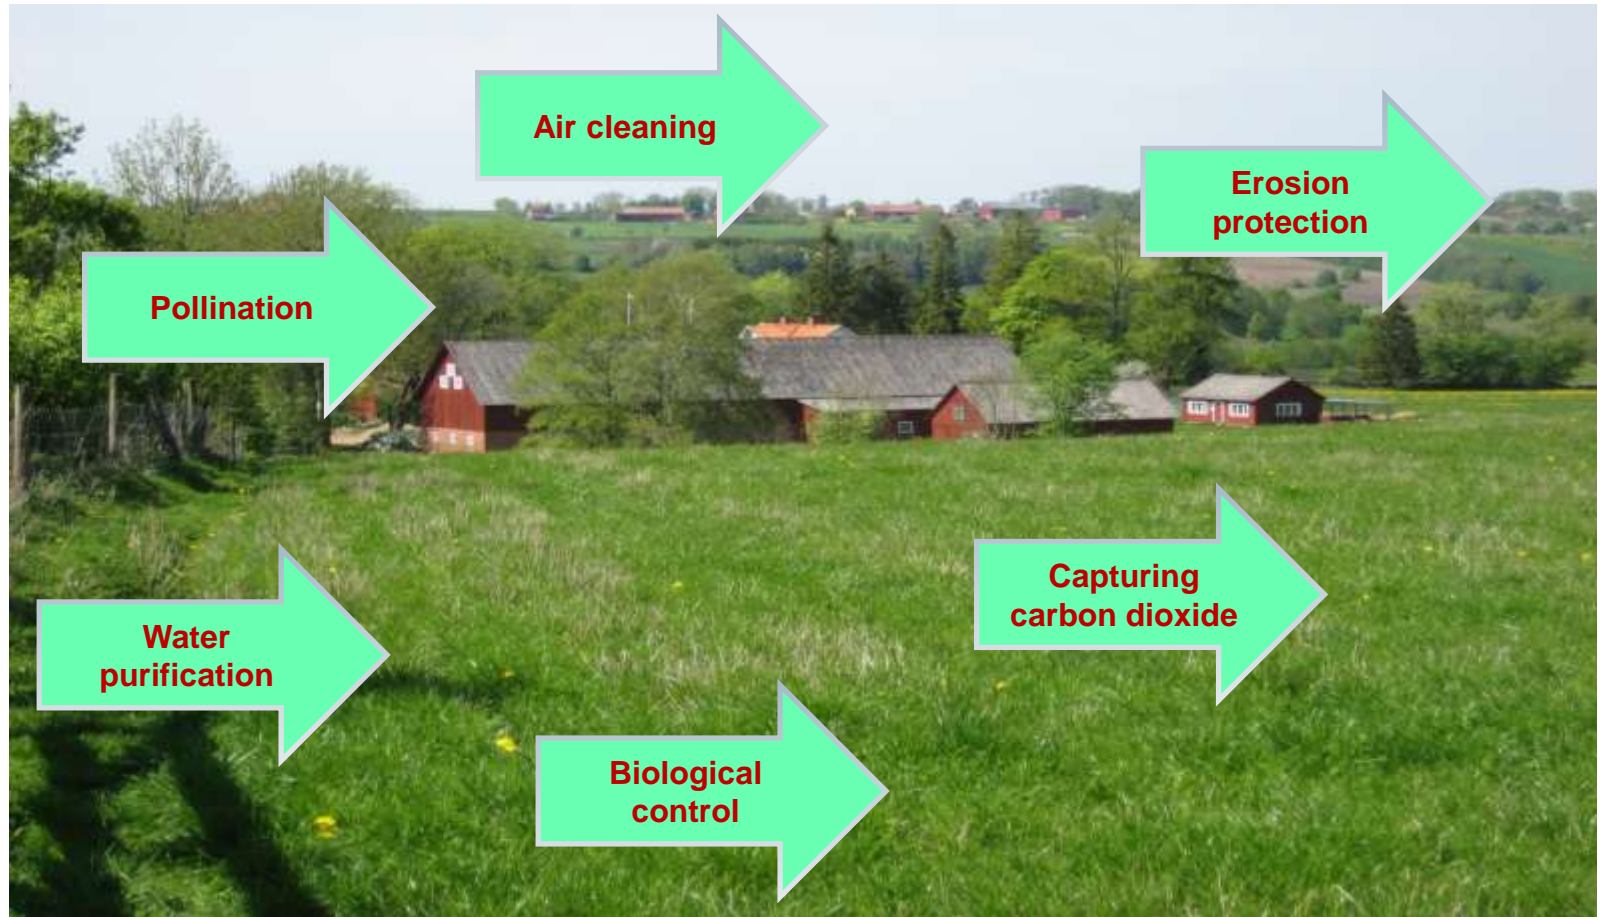 Air cleaning
Erosion
protection
Pollination
Capturing
carbon dioxide
Water
purification
Biological
control